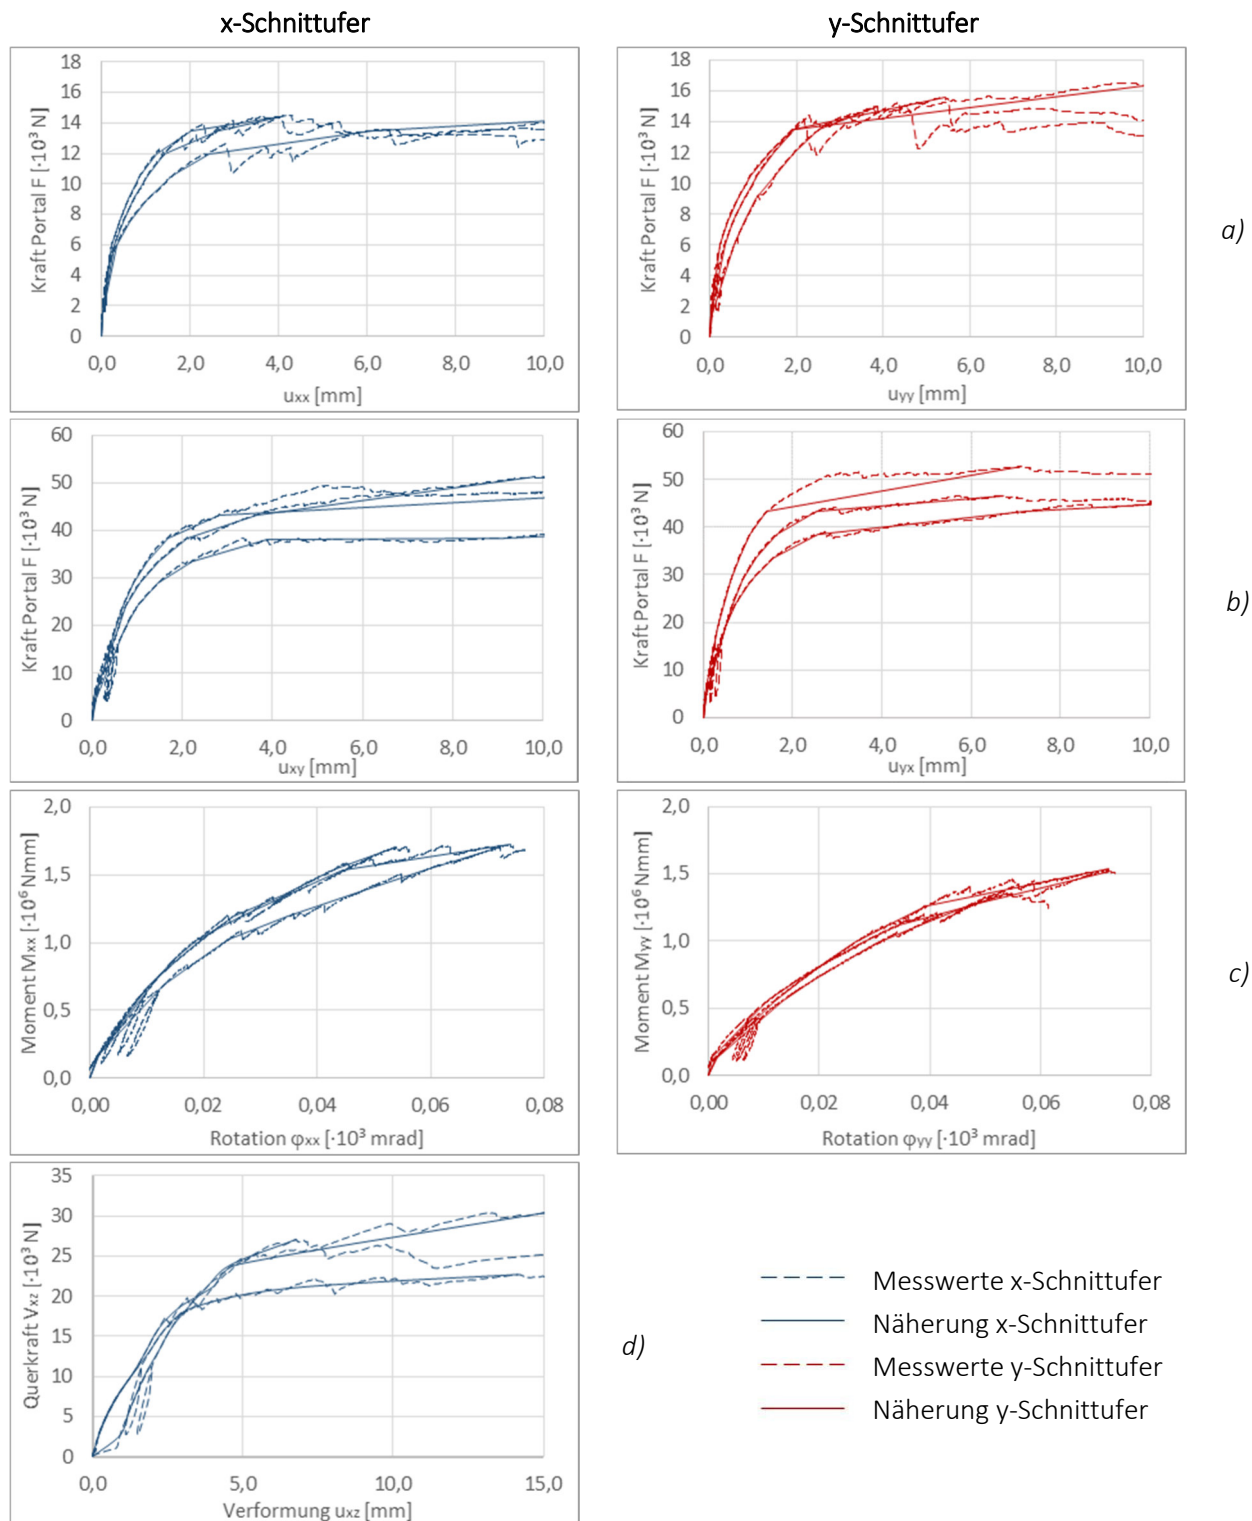 x-Schnittufer
y-Schnittufer
Kraft Portal F [·10³ N]
18
16
14
12
10
8
6
4
2
0
0,0 2,0 4,0 6,0 8,0 10,0
uxx [mm]
Kraft Portal F [·10³ N]
18
16
14
12
10
8
6
4
2
0
0,0 2,0 4,0 6,0 8,0 10,0
uyy [mm]
a)
Kraft Portal F [·10³ N]
60
50
40
30
20
10
0
0,0 2,0 4,0 6,0 8,0 10,0
uxy [mm]
Kraft Portal F [·10³ N]
60
50
40
30
20
10
0
0,0 2,0 4,0 6,0 8,0 10,0
uyx [mm]
b)
Moment Mxx [·10⁶ Nmm]
2,0
1,5
1,0
0,5
0,0
0,00 0,02 0,04 0,06 0,08
Rotation φxx [·10³ mrad]
Moment Myy [·10⁶ Nmm]
2,0
1,5
1,0
0,5
0,0
0,00 0,02 0,04 0,06 0,08
Rotation φyy [·10³ mrad]
c)
Querkraft Vxz [·10³ N]
35
30
25
20
15
10
5
0
0,0 5,0 10,0 15,0
Verformung uxz [mm]
d)
Messwerte x-Schnittufer
Näherung x-Schnittufer
Messwerte y-Schnittufer
Näherung y-Schnittufer